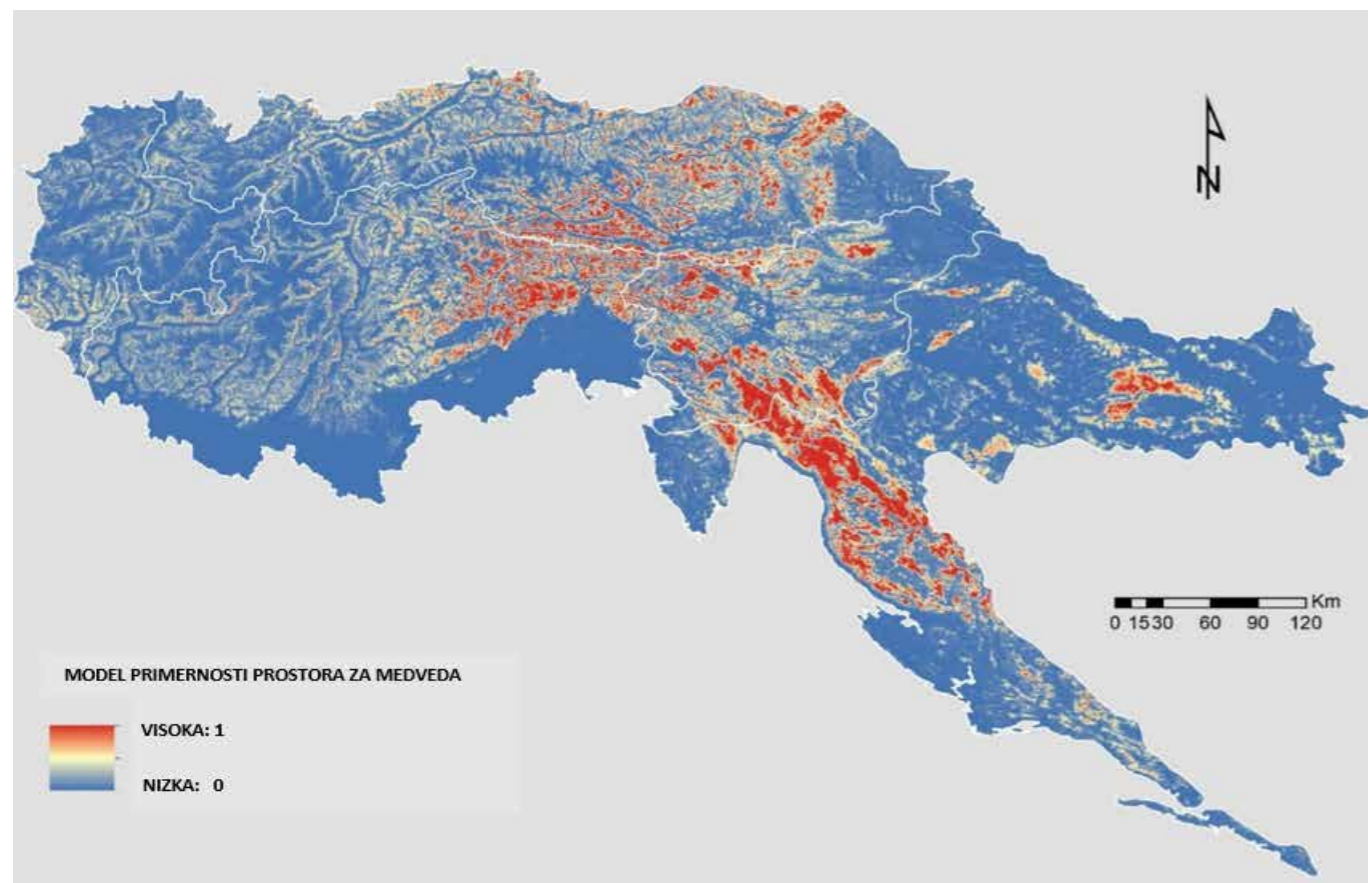 N
Km
0 15 30 60 90 120
MODEL PRIMERNOSTI PROSTORA ZA MEDVEDA
VISOKA: 1
NIZKA: 0